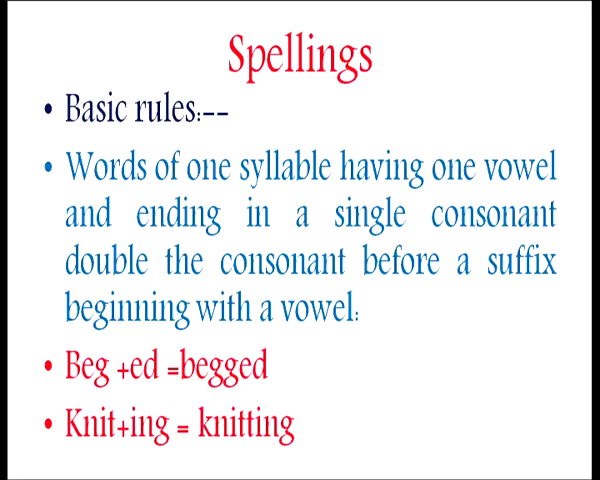 Spellings
• Basic rules:--
• Words of one syllable having one vowel
and ending in a single consonant
double the consonant before a suffix
beginning with a vowel:
• Beg +ed =begged
• Knit+ing = knitting